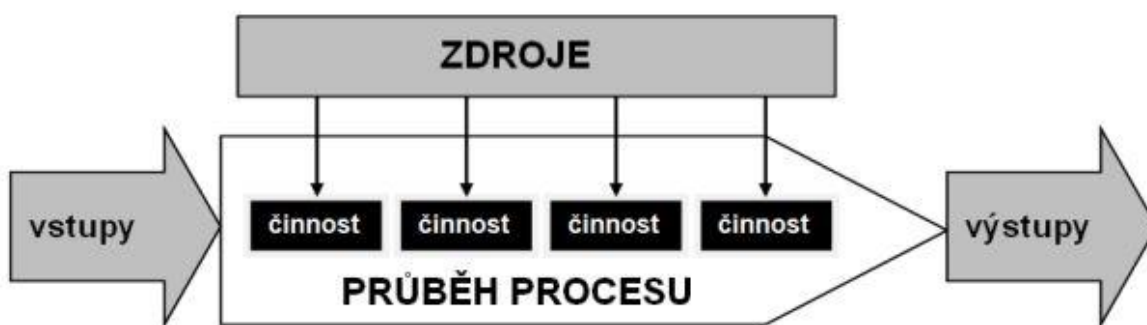 ZDROJE
vstupy
činnost činnost činnost činnost
výstupy
PRŮBĚH PROCESU